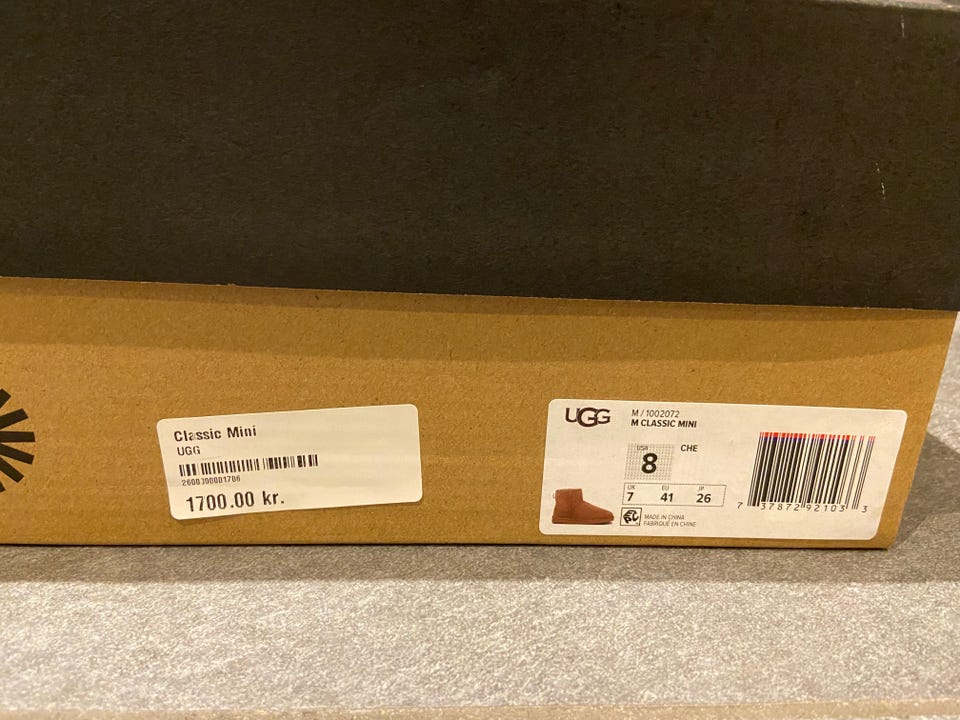 Classic Mini
UGG
1700.00 kr.
UGG
M / 1002072
M CLASSIC MINI
USA
8
CHE
UK EU JP
7 41 26
MADE IN CHINA
FABRIQUÉ EN CHINE
7 37872 92103 3